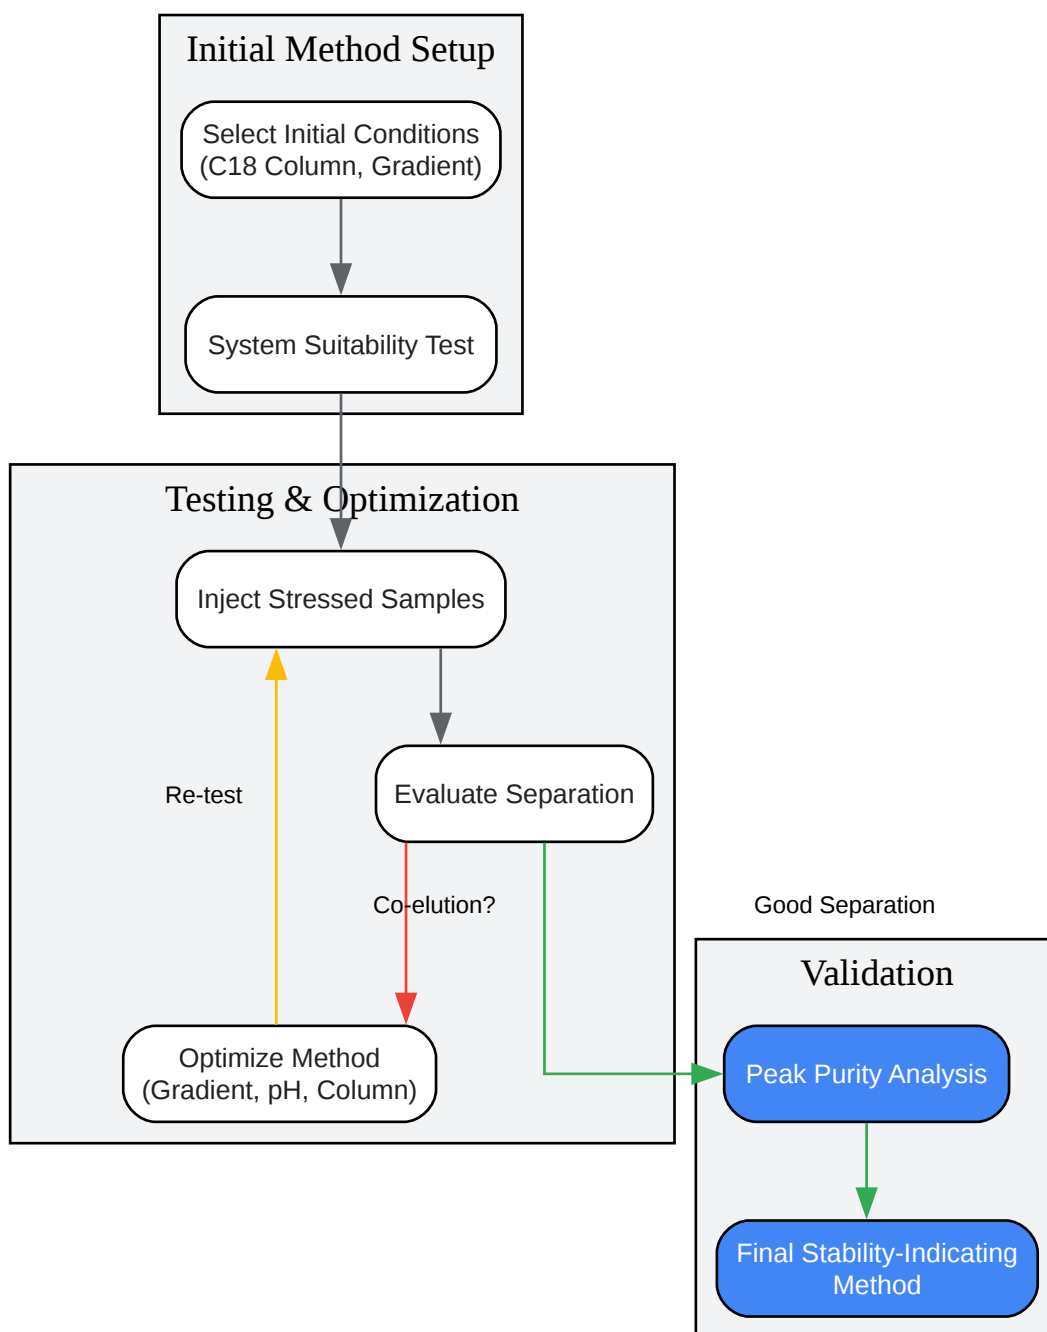 Initial Method Setup
Select Initial Conditions
(C18 Column, Gradient)
System Suitability Test
Testing & Optimization
Inject Stressed Samples
Re-test
Evaluate Separation
Co-elution?
Good Separation
Validation
Optimize Method
(Gradient, pH, Column)
Peak Purity Analysis
Final Stability-Indicating
Method